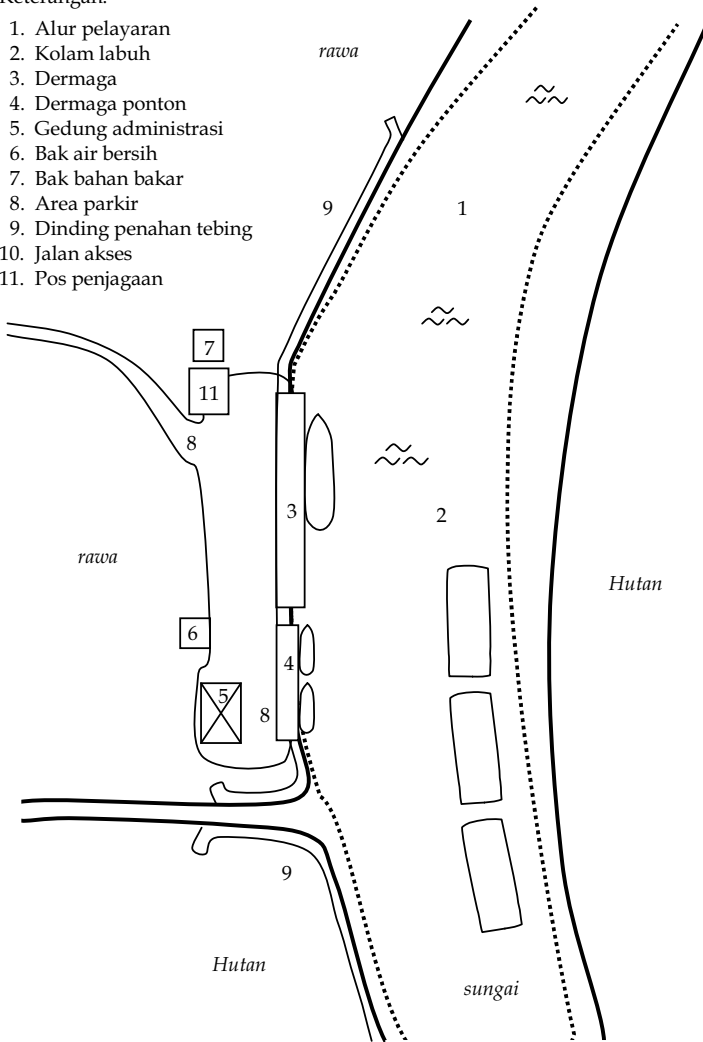 Keterangan:
1. Alur pelayaran
2. Kolam labuh
3. Dermaga
4. Dermaga ponton
5. Gedung administrasi
6. Bak air bersih
7. Bak bahan bakar
8. Area parkir
9. Dinding penahan tebing
10. Jalan akses
11. Pos penjagaan
rawa
9
1
7
11
8
3
2
rawa
Hutan
6
4
5
8
9
Hutan
sungai